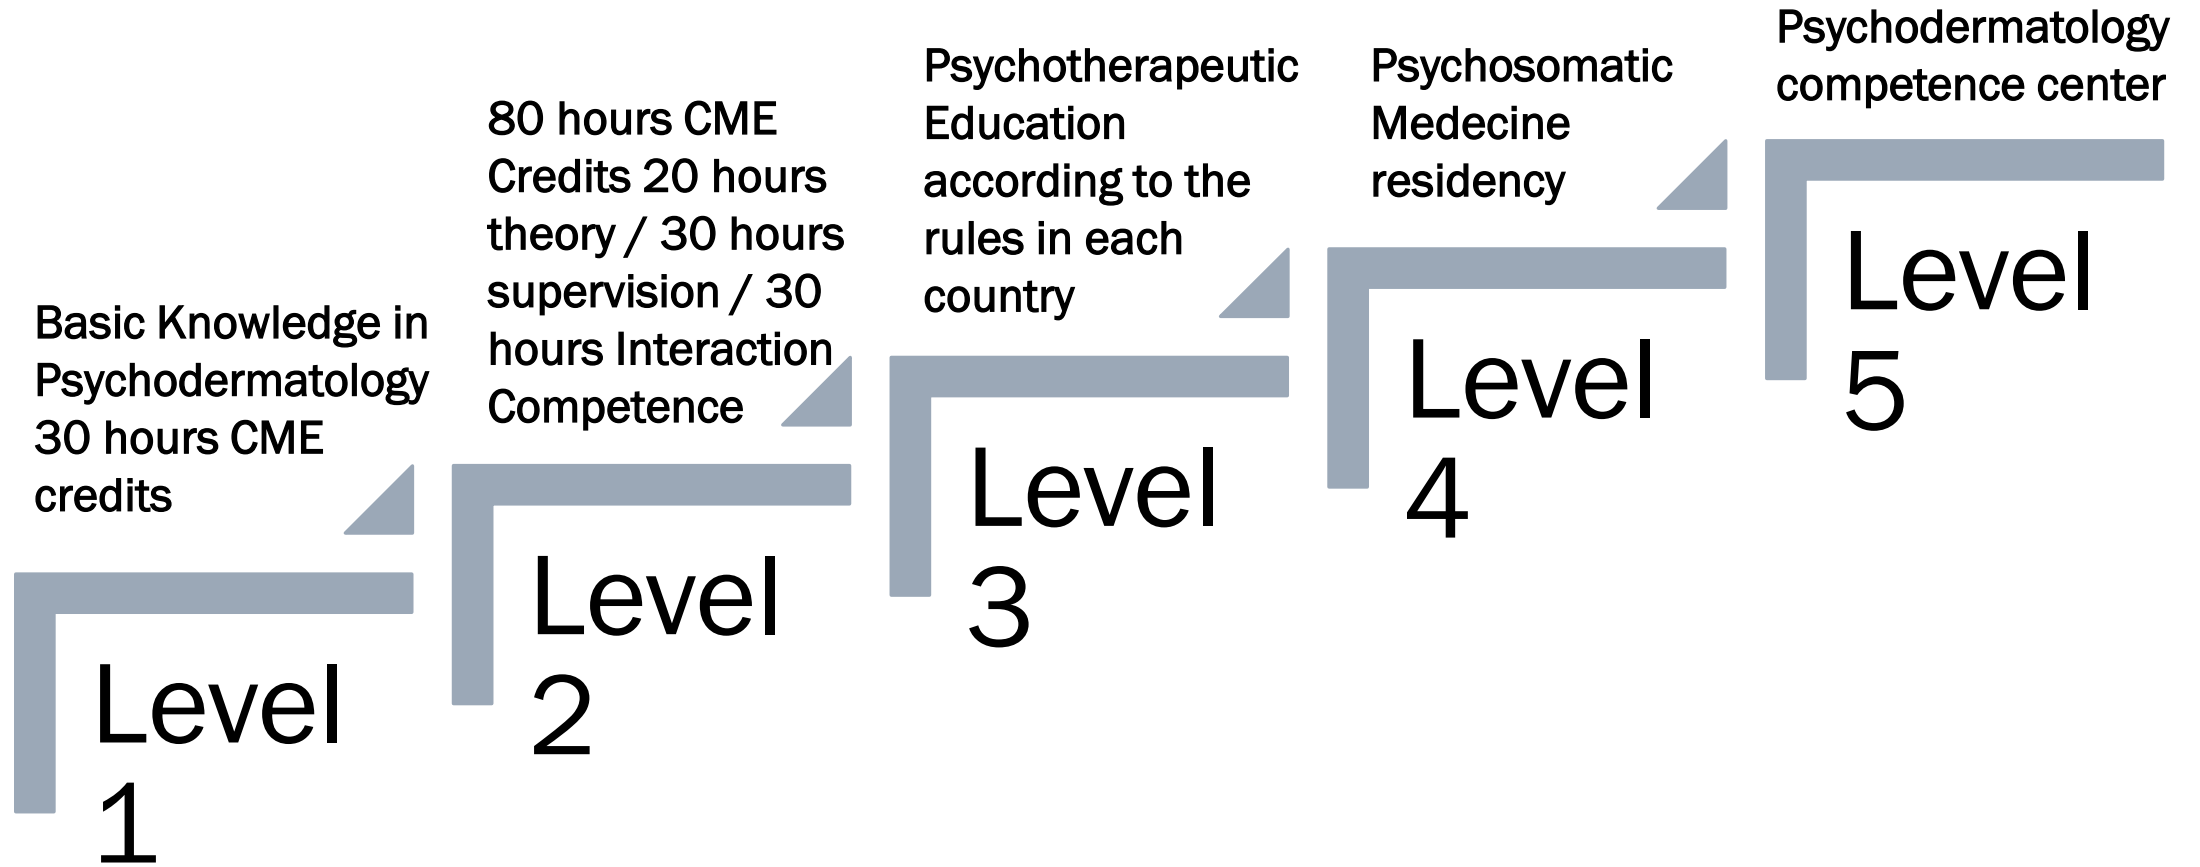 Basic Knowledge in
Psychodermatology
30 hours CME
credits
Level
1
80 hours CME
Credits 20 hours
theory / 30 hours
supervision / 30
hours Interaction
Competence
Level
2
Psychotherapeutic
Education
according to the
rules in each
country
Level
3
Psychosomatic
Medecine
residency
Level
4
Psychodermatology
competence center
Level
5